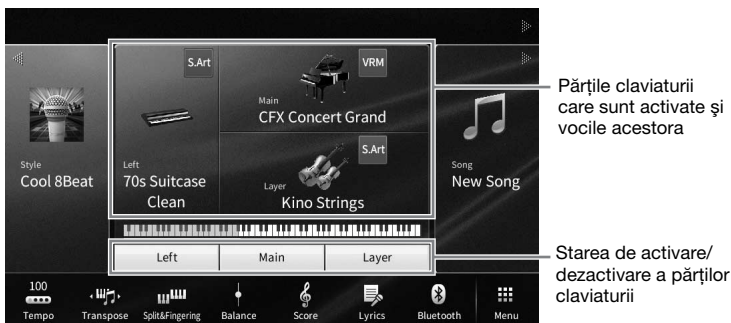 S.Art
VRM
Main
CFX Concert Grand
S.Art
Style
Cool 8Beat
Left
70s Suitcase
Clean
Layer
Kino Strings
Song
New Song
Left
Main
Layer
100
Tempo
Transpose
Split&Fingering
Balance
Score
Lyrics
Bluetooth
Menu
Părțile claviaturii
care sunt activate şi
vocile acestora
Starea de activare/
dezactivare a părților
claviaturii